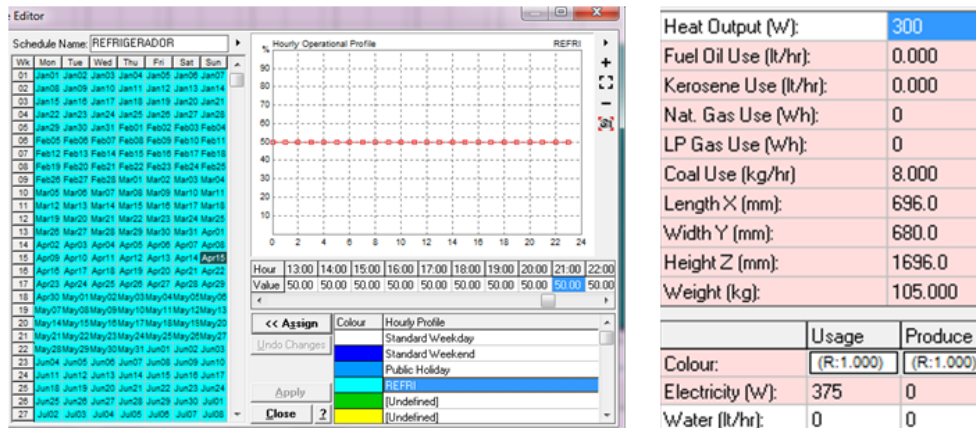 e Editor
Schedule Name: REFRIGERADOR
Wk Mon Tue Wed Thu Fri Sat Sun
01 Jan01 Jan02 Jan03 Jan04 Jan05 Jan06 Jan07
02 Jan08 Jan09 Jan10 Jan11 Jan12 Jan13 Jan14
03 Jan15 Jan16 Jan17 Jan18 Jan19 Jan20 Jan21
04 Jan22 Jan23 Jan24 Jan25 Jan26 Jan27 Jan28
05 Jan29 Jan30 Jan31 Feb01 Feb02 Feb03 Feb04
06 Feb05 Feb06 Feb07 Feb08 Feb09 Feb10 Feb11
07 Feb12 Feb13 Feb14 Feb15 Feb16 Feb17 Feb18
08 Feb19 Feb20 Feb21 Feb22 Feb23 Feb24 Feb25
09 Feb26 Feb27 Feb28 Mar01 Mar02 Mar03 Mar04
10 Mar05 Mar06 Mar07 Mar08 Mar09 Mar10 Mar11
11 Mar12 Mar13 Mar14 Mar15 Mar16 Mar17 Mar18
12 Mar19 Mar20 Mar21 Mar22 Mar23 Mar24 Mar25
13 Mar26 Mar27 Mar28 Mar29 Mar30 Mar31 Apr01
14 Apr02 Apr03 Apr04 Apr05 Apr06 Apr07 Apr08
15 Apr09 Apr10 Apr11 Apr12 Apr13 Apr14 Apr15
16 Apr16 Apr17 Apr18 Apr19 Apr20 Apr21 Apr22
17 Apr23 Apr24 Apr25 Apr26 Apr27 Apr28 Apr29
18 Apr30 May01 May02 May03 May04 May05 May06
19 May07 May08 May09 May10 May11 May12 May13
20 May14 May15 May16 May17 May18 May19 May20
21 May21 May22 May23 May24 May25 May26 May27
22 May28 May29 May30 May31 Jun01 Jun02 Jun03
23 Jun04 Jun05 Jun06 Jun07 Jun08 Jun09 Jun10
24 Jun11 Jun12 Jun13 Jun14 Jun15 Jun16 Jun17
25 Jun18 Jun19 Jun20 Jun21 Jun22 Jun23 Jun24
26 Jun25 Jun26 Jun27 Jun28 Jun29 Jun30 Jul01
27 Jul02 Jul03 Jul04 Jul05 Jul06 Jul07 Jul08
% Hourly Operational Profile REFRI
90
80
70
60
50
40
30
20
10
0 2 4 6 8 10 12 14 16 18 20 22 24
Hour 13:00 14:00 15:00 16:00 17:00 18:00 19:00 20:00 21:00 22:00
Value 50.00 50.00 50.00 50.00 50.00 50.00 50.00 50.00 50.00 50.00
<< Assign
Undo Changes
Apply
Close ?
Colour Hourly Profile
Standard Weekday
Standard Weekend
Public Holiday
REFRI
[Undefined]
[Undefined]
Heat Output (W): 300
Fuel Oil Use (lt/hr): 0.000
Kerosene Use (lt/hr): 0.000
Nat. Gas Use (Wh): 0
LP Gas Use (Wh): 0
Coal Use (kg/hr) 8.000
Length X (mm): 696.0
Width Y (mm): 680.0
Height Z (mm): 1696.0
Weight (kg): 105.000
Usage Produce
Colour: (R:1.000) (R:1.000)
Electricity (W): 375 0
Water (lt/hr): 0 0